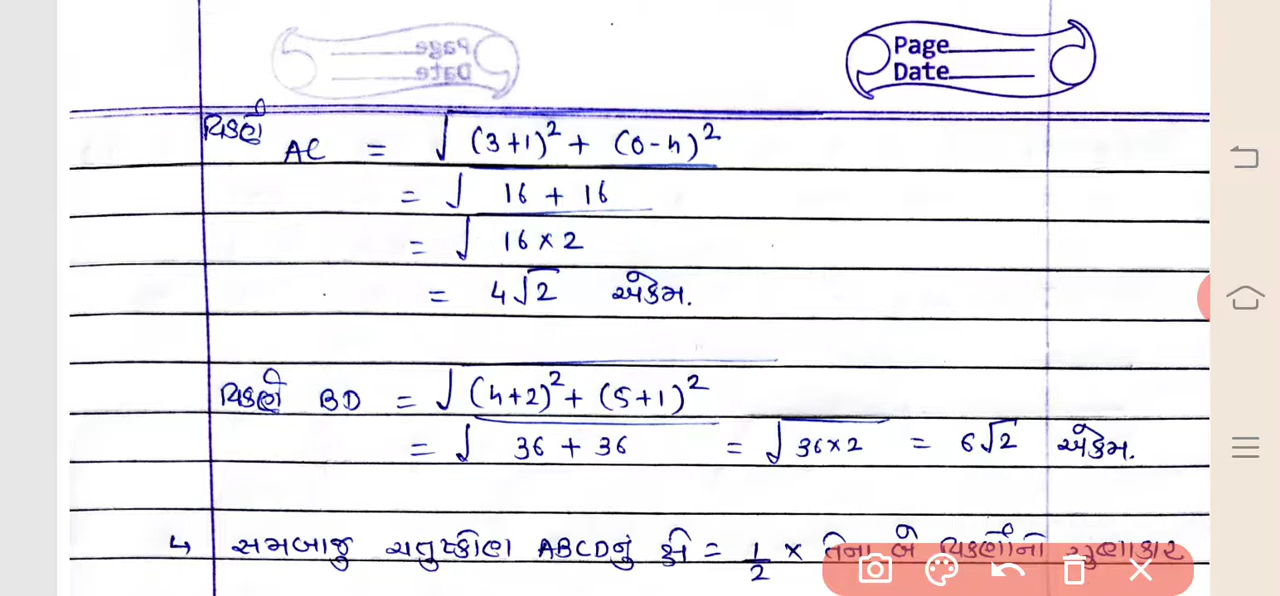 Page
Date
વિકર્ણ AC = √(3+1)² + (0-4)²
= √16 + 16
= √16 × 2
= 4√2 એકમ.
વિકર્ણ BD = √(4+2)² + (5+1)²
= √36 + 36 = √36×2 = 6√2 એકમ.
↳ સમબાજુ ચતુષ્કોણ ABCDનું ક્ષે = 1/2 × તેના બે વિકર્ણોનો ગુણાકાર